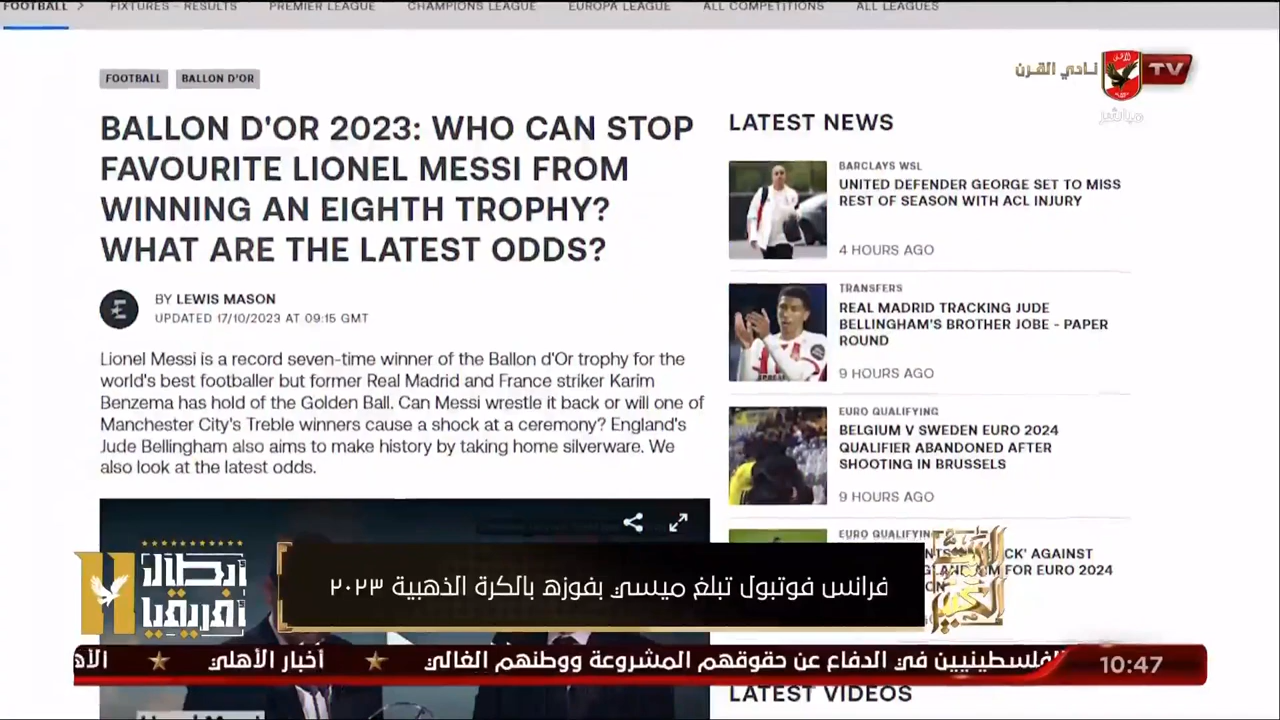 FOOTBALL > FIXTURES - RESULTS PREMIER LEAGUE CHAMPIONS LEAGUE EUROPA LEAGUE ALL COMPETITIONS ALL LEAGUES
FOOTBALL BALLON D'OR
BALLON D'OR 2023: WHO CAN STOP
FAVOURITE LIONEL MESSI FROM
WINNING AN EIGHTH TROPHY?
WHAT ARE THE LATEST ODDS?
BY LEWIS MASON
UPDATED 17/10/2023 AT 09:15 GMT
Lionel Messi is a record seven-time winner of the Ballon d'Or trophy for the
world's best footballer but former Real Madrid and France striker Karim
Benzema has hold of the Golden Ball. Can Messi wrestle it back or will one of
Manchester City's Treble winners cause a shock at a ceremony? England's
Jude Bellingham also aims to make history by taking home silverware. We
also look at the latest odds.
نادي القرن
TV
مباشر
LATEST NEWS
BARCLAYS WSL
UNITED DEFENDER GEORGE SET TO MISS
REST OF SEASON WITH ACL INJURY
4 HOURS AGO
TRANSFERS
REAL MADRID TRACKING JUDE
BELLINGHAM'S BROTHER JOBE - PAPER
ROUND
9 HOURS AGO
EURO QUALIFYING
BELGIUM V SWEDEN EURO 2024
QUALIFIER ABANDONED AFTER
SHOOTING IN BRUSSELS
9 HOURS AGO
EURO QUALIFYIN
CK' AGAINST
M FOR EURO 2024
أبطال
أفريقيا
فرانس فوتبول تبلغ ميسي بفوزه بالكرة الذهبية ٢٠٢٣
الفلسطينيين في الدفاع عن حقوقهم المشروعة ووطنهم الغالي ★ أخبار الأهلي ★ الأه
10:47
LATEST VIDEOS